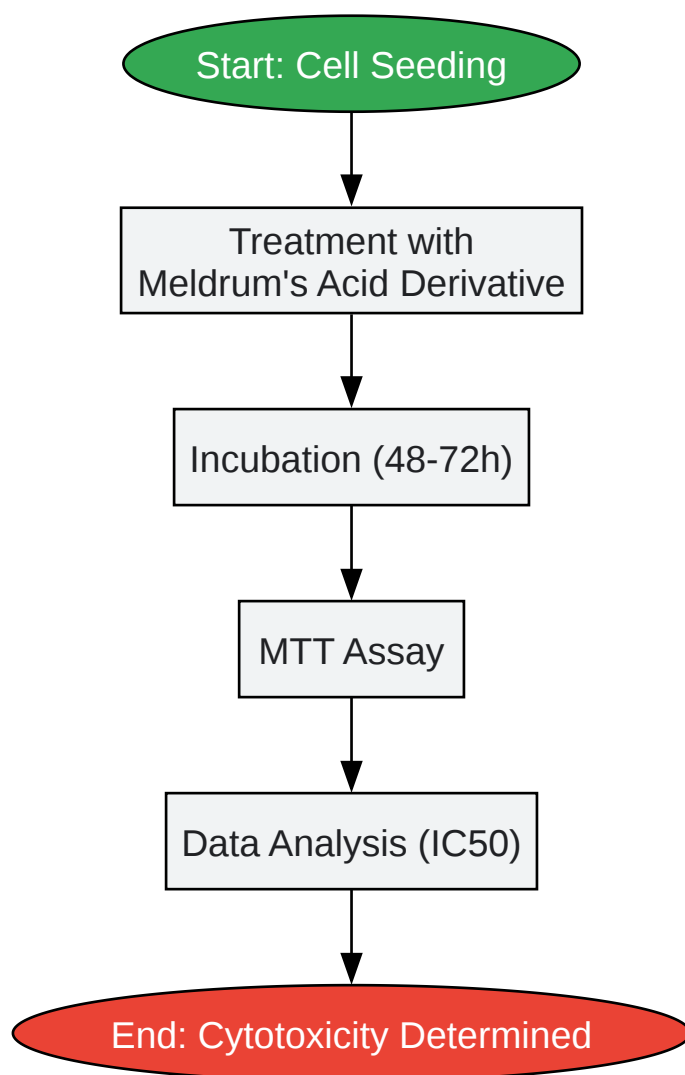 Start: Cell Seeding
Treatment with
Meldrum's Acid Derivative
Incubation (48-72h)
MTT Assay
Data Analysis (IC50)
End: Cytotoxicity Determined